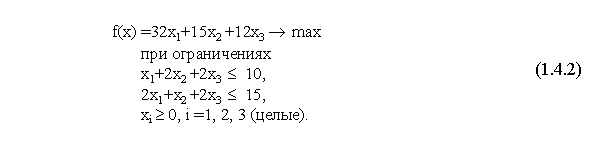 f(x) =32x₁+15x₂ +12x₃ → max
при ограничениях
x₁+2x₂ +2x₃ ≤ 10,
(1.4.2)
2x₁+x₂ +2x₃ ≤ 15,
xᵢ ≥ 0, i =1, 2, 3 (целые).